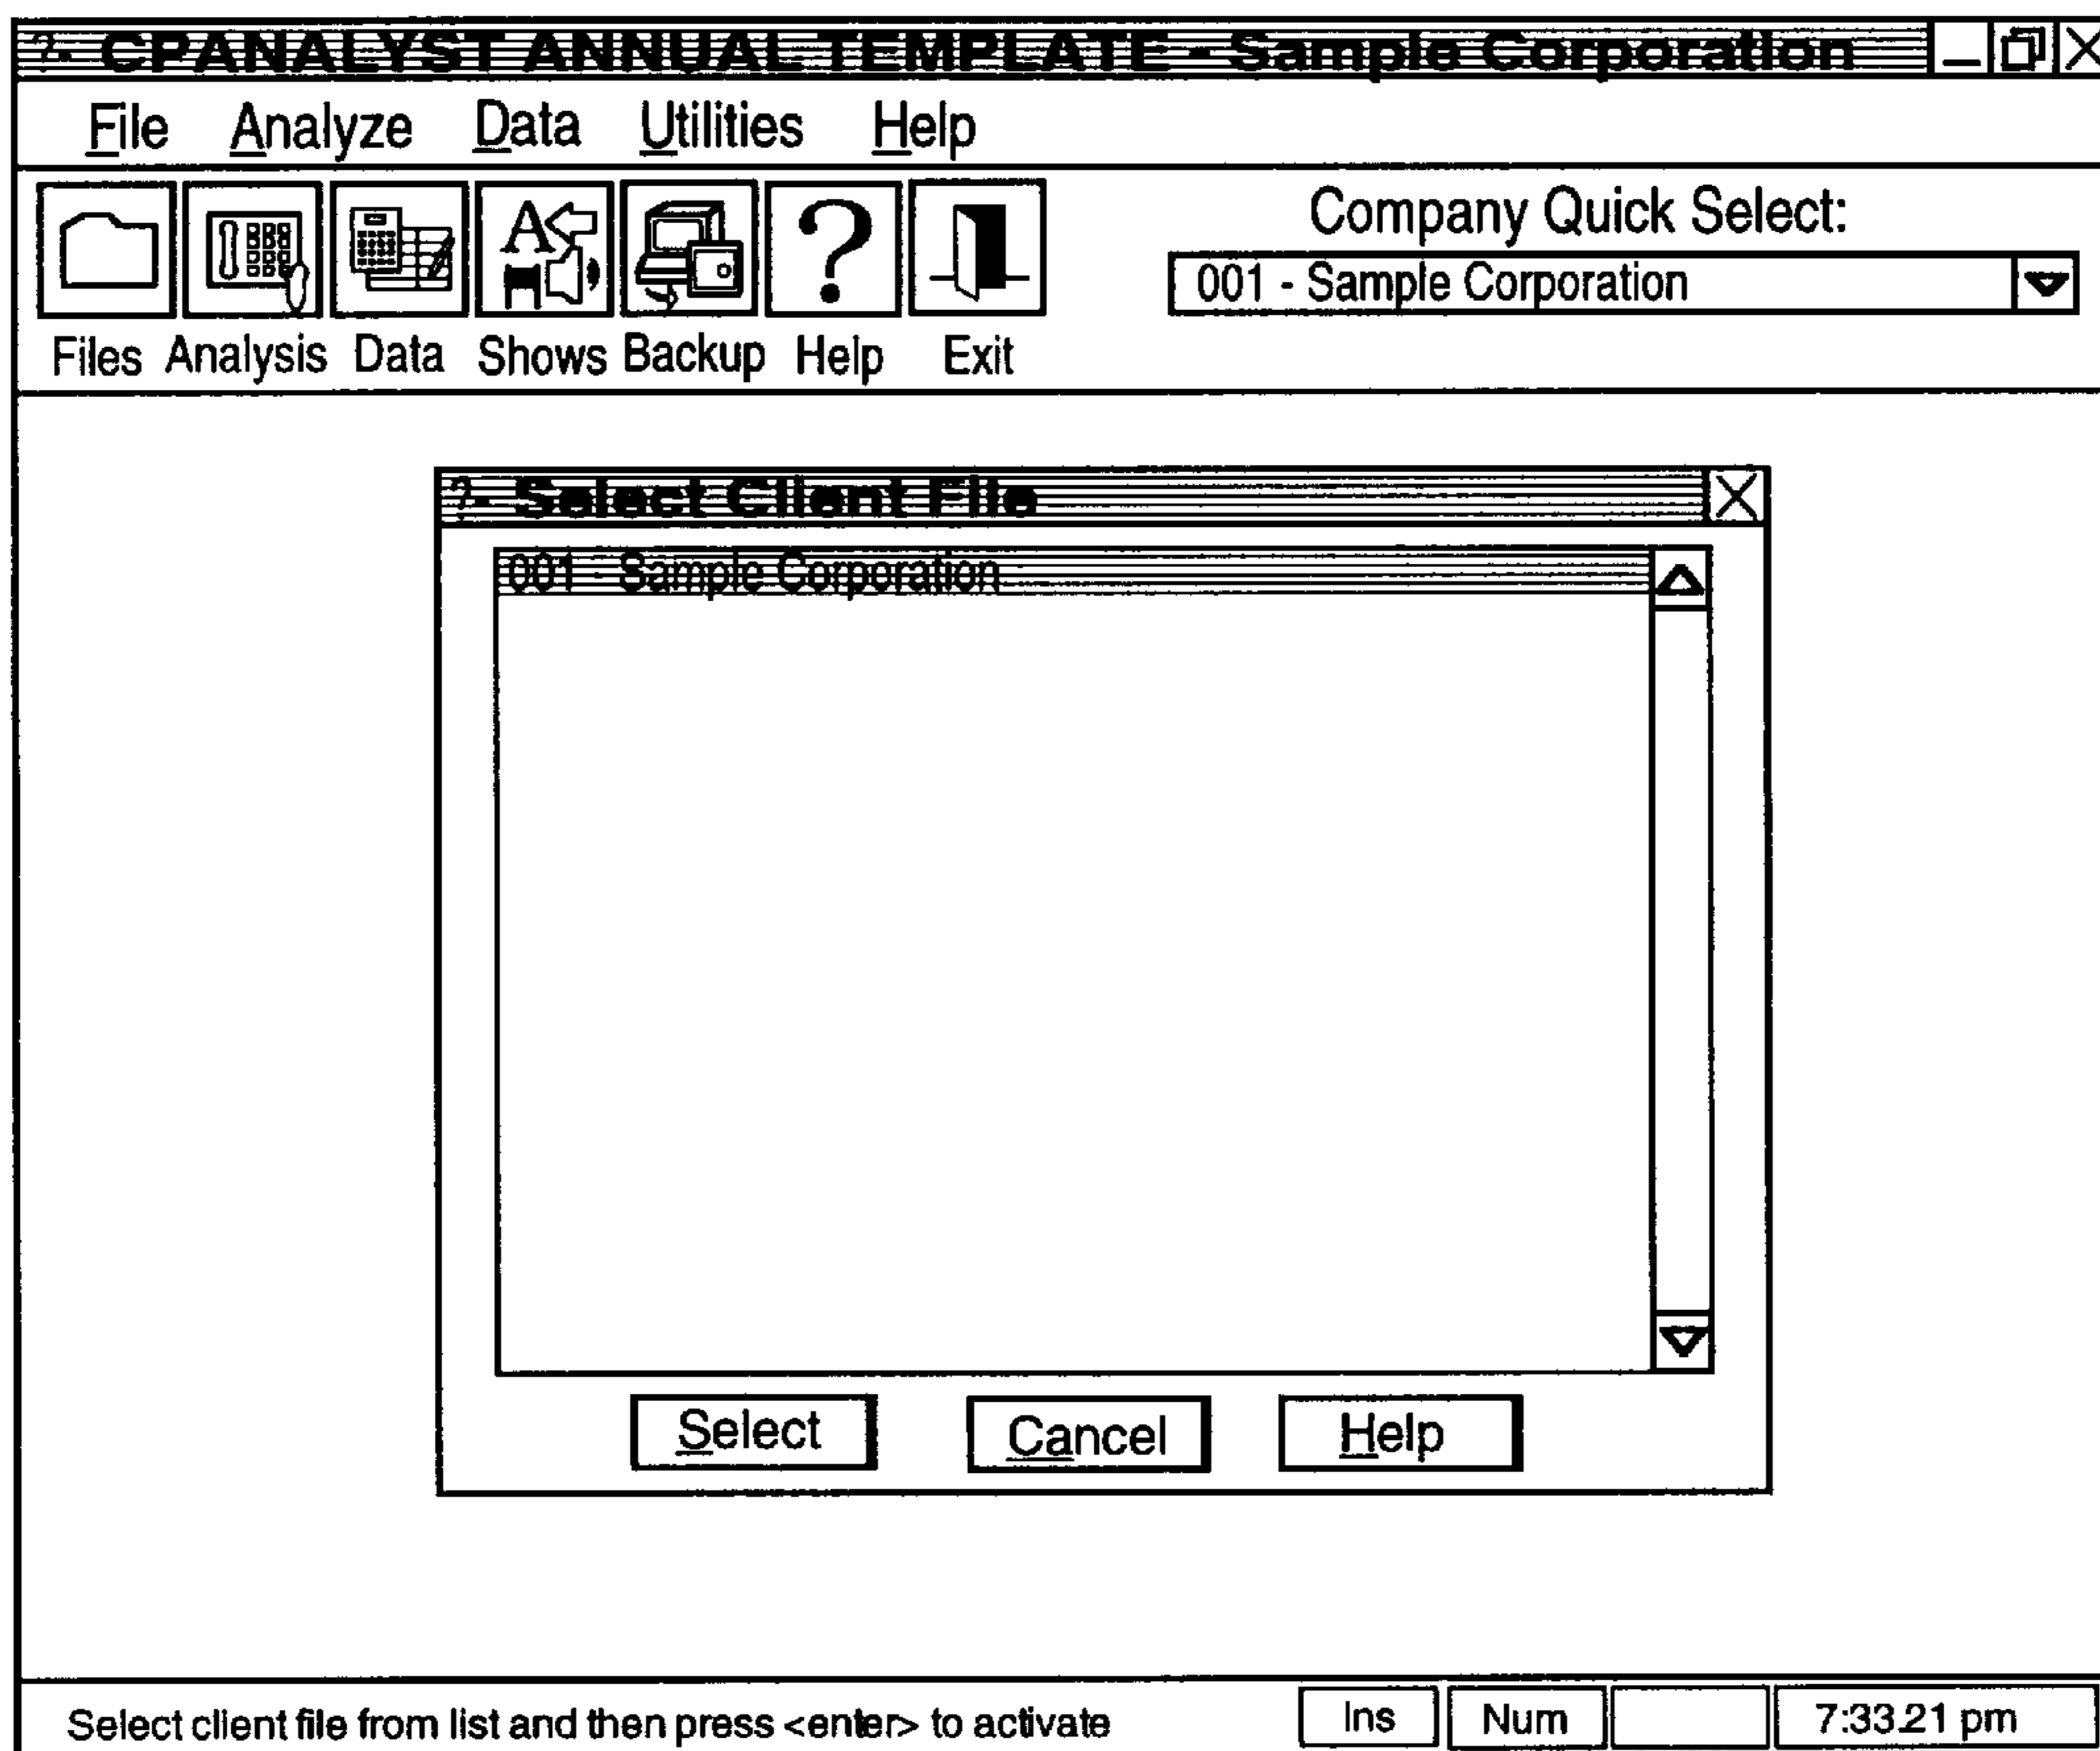 ?- CPANALYST ANNUAL TEMPLATE - Sample Corporation
File Analyze Data Utilities Help
Company Quick Select:
001 - Sample Corporation
Files Analysis Data Shows Backup Help Exit
?- Select Client File
001 - Sample Corporation
Select Cancel Help
Select client file from list and then press <enter> to activate Ins Num 7:33.21 pm